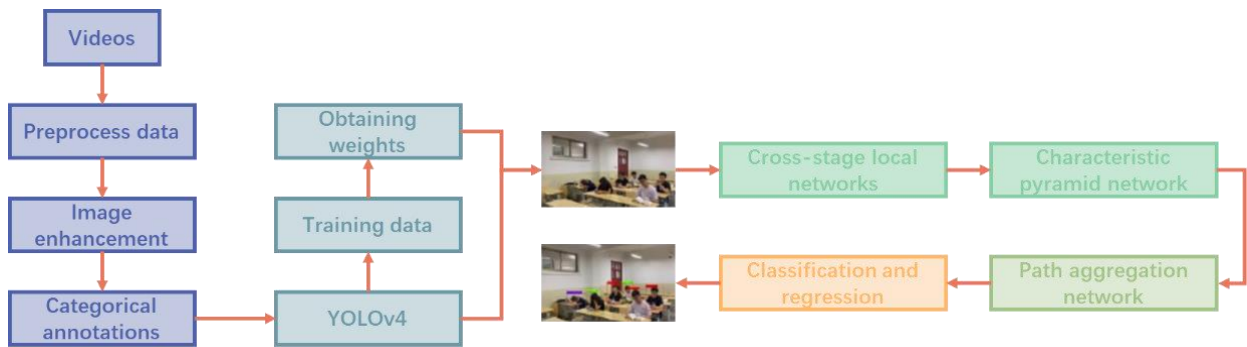 Videos
Preprocess data
Image
enhancement
Categorical
annotations
Obtaining
weights
Training data
YOLOv4
Cross-stage local
networks
Characteristic
pyramid network
Path aggregation
network
Classification and
regression